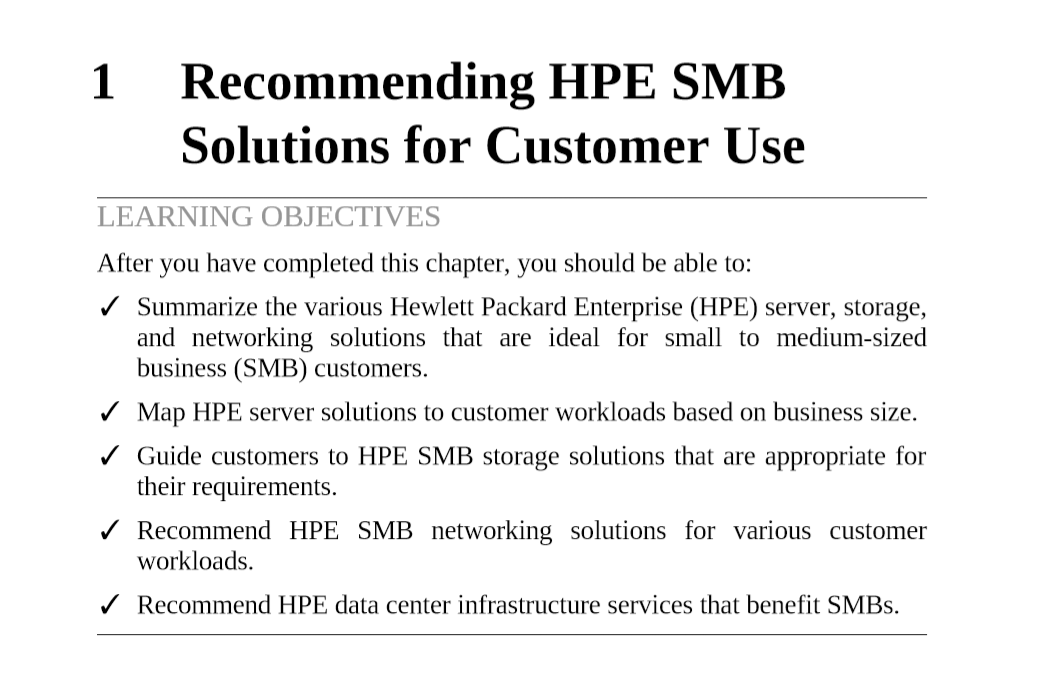 1 Recommending HPE SMB
Solutions for Customer Use
LEARNING OBJECTIVES
After you have completed this chapter, you should be able to:
✓ Summarize the various Hewlett Packard Enterprise (HPE) server, storage,
and networking solutions that are ideal for small to medium-sized
business (SMB) customers.
✓ Map HPE server solutions to customer workloads based on business size.
✓ Guide customers to HPE SMB storage solutions that are appropriate for
their requirements.
✓ Recommend HPE SMB networking solutions for various customer
workloads.
✓ Recommend HPE data center infrastructure services that benefit SMBs.